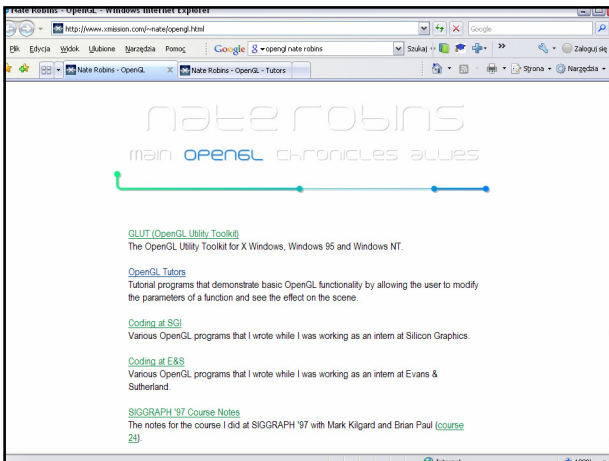 Nate Robins - OpenGL - Windows Internet Explorer
http://www.xmission.com/~nate/opengl.html
Google
Plik Edycja Widok Ulubione Narzędzia Pomoc
Google opengl nate robins Szukaj Zaloguj się
Nate Robins - OpenGL
Nate Robins - OpenGL - Tutors
Strona Narzędzia
nate robins
main OPENGL chronicles allies
GLUT (OpenGL Utility Toolkit)
The OpenGL Utility Toolkit for X Windows, Windows 95 and Windows NT.
OpenGL Tutors
Tutorial programs that demonstrate basic OpenGL functionality by allowing the user to modify
the parameters of a function and see the effect on the scene.
Coding at SGI
Various OpenGL programs that I wrote while I was working as an intern at Silicon Graphics.
Coding at E&S
Various OpenGL programs that I wrote while I was working as an intern at Evans &
Sutherland.
SIGGRAPH '97 Course Notes
The notes for the course I did at SIGGRAPH '97 with Mark Kilgard and Brian Paul (course
24).